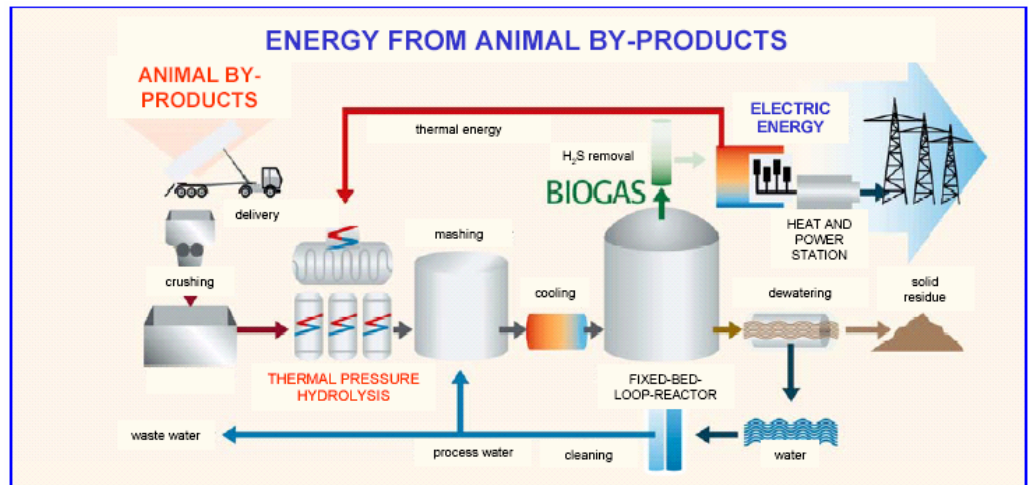 ENERGY FROM ANIMAL BY-PRODUCTS
ANIMAL BY-
PRODUCTS
ELECTRIC
ENERGY
thermal energy
H₂S removal
BIOGAS
delivery
mashing
HEAT AND
POWER
STATION
crushing
cooling
dewatering
solid
residue
THERMAL PRESSURE
HYDROLYSIS
FIXED-BED-
LOOP-REACTOR
waste water
process water
cleaning
water